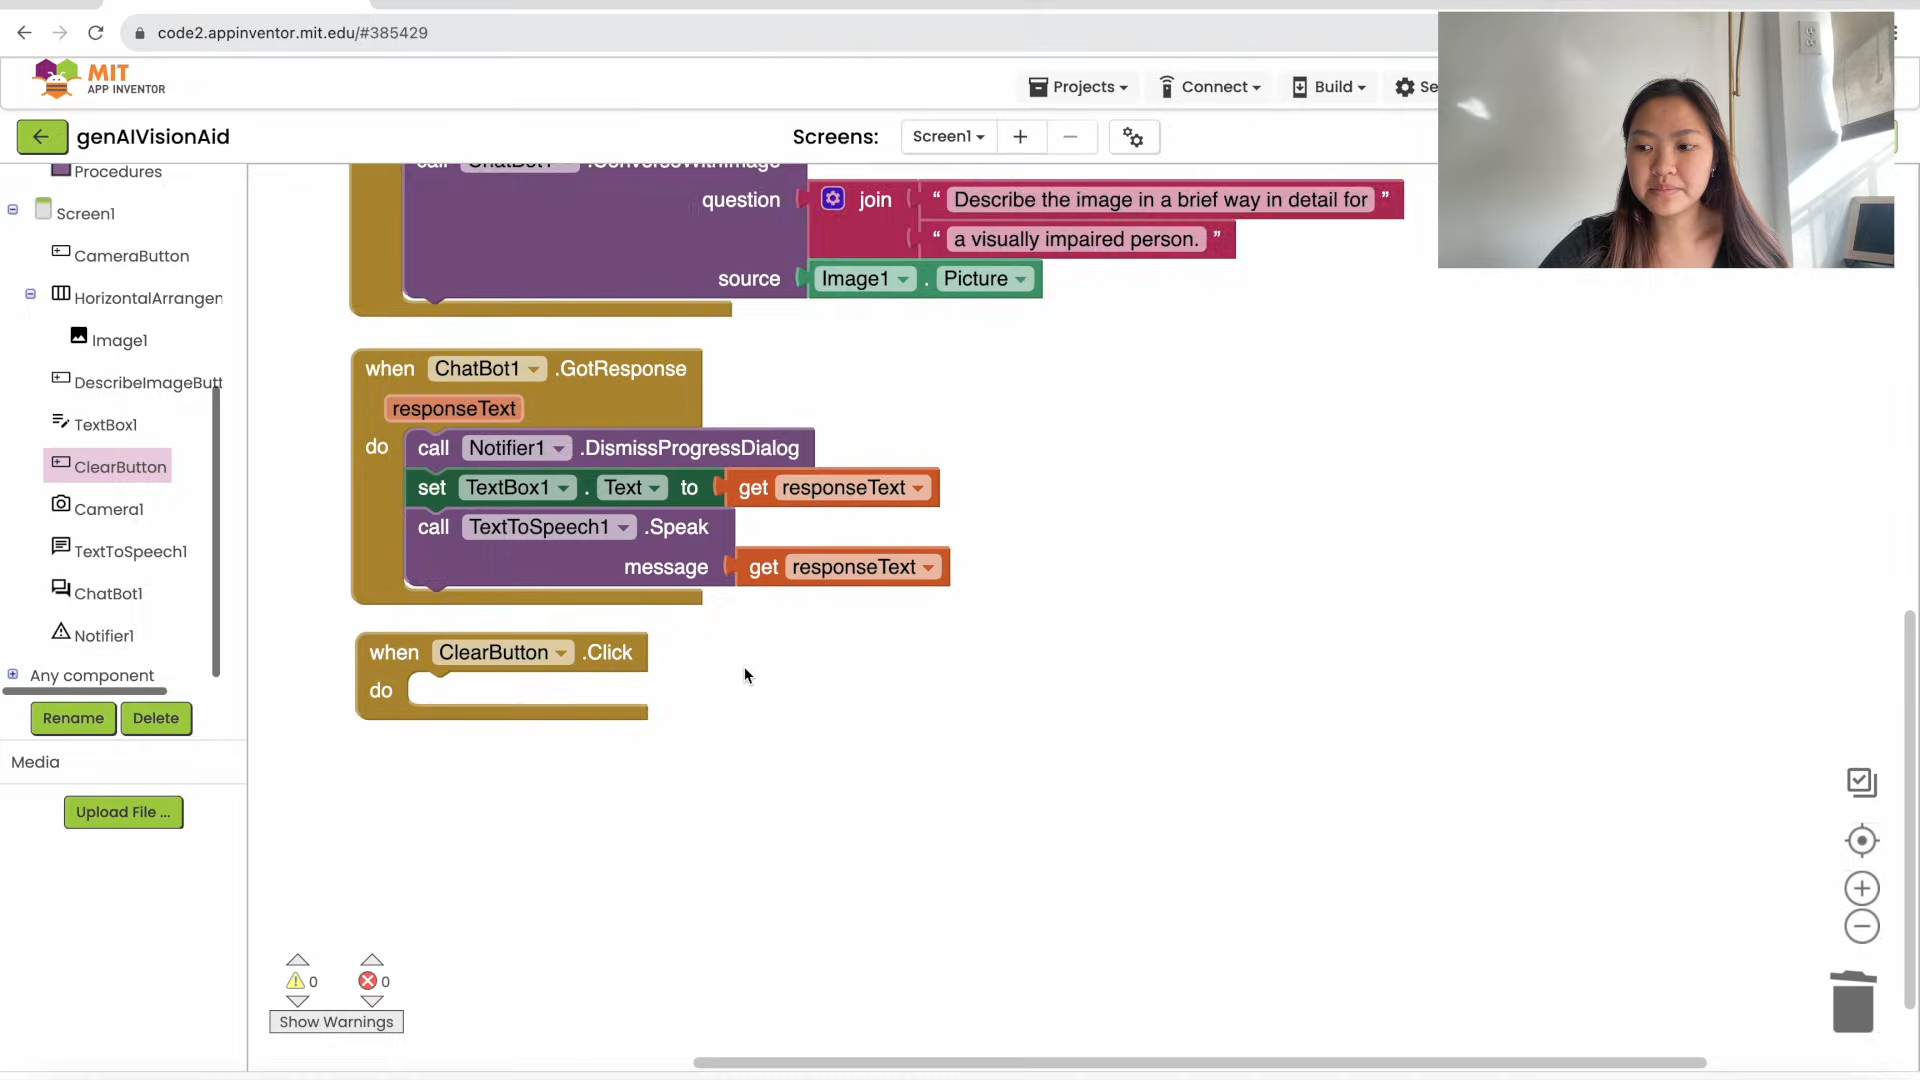 code2.appinventor.mit.edu/#385429
MIT
APP INVENTOR
Projects
Connect
Build
Se
genAIVisionAid
Screens:
Screen1
Procedures
Screen1
CameraButton
HorizontalArrangen
Image1
DescribeImageButt
TextBox1
ClearButton
Camera1
TextToSpeech1
ChatBot1
Notifier1
Any component
Rename
Delete
Media
Upload File ...
call ChatBot1 .ConverseWithImage
question join “ Describe the image in a brief way in detail for ”
“ a visually impaired person. ”
source Image1 . Picture
when ChatBot1 .GotResponse
responseText
do call Notifier1 .DismissProgressDialog
set TextBox1 . Text to get responseText
call TextToSpeech1 .Speak
message get responseText
when ClearButton .Click
do
0 0
Show Warnings